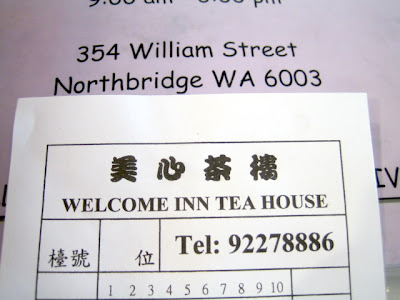 354 William Street
Northbridge WA 6003
美心茶樓
WELCOME INN TEA HOUSE
檯號 位 Tel: 92278886
1 2 3 4 5 6 7 8 9 10